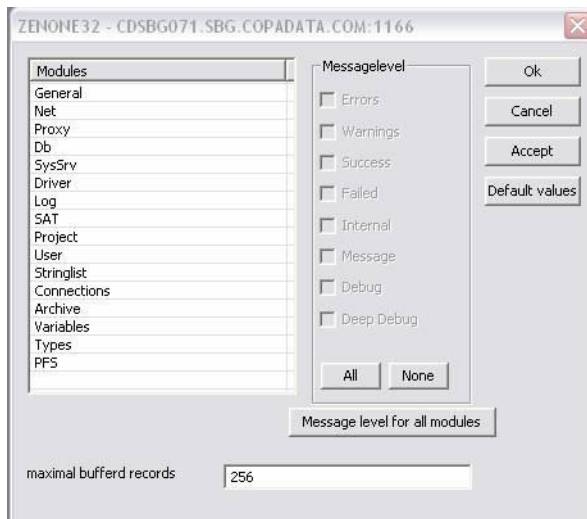 ZENONE32 - CDSBG071.SBG.COPADATA.COM:1166
Modules
General
Net
Proxy
Db
SysSrv
Driver
Log
SAT
Project
User
Stringlist
Connections
Archive
Variables
Types
PFS
Messagelevel
Errors
Warnings
Success
Failed
Internal
Message
Debug
Deep Debug
All
None
Ok
Cancel
Accept
Default values
Message level for all modules
maximal bufferd records
256